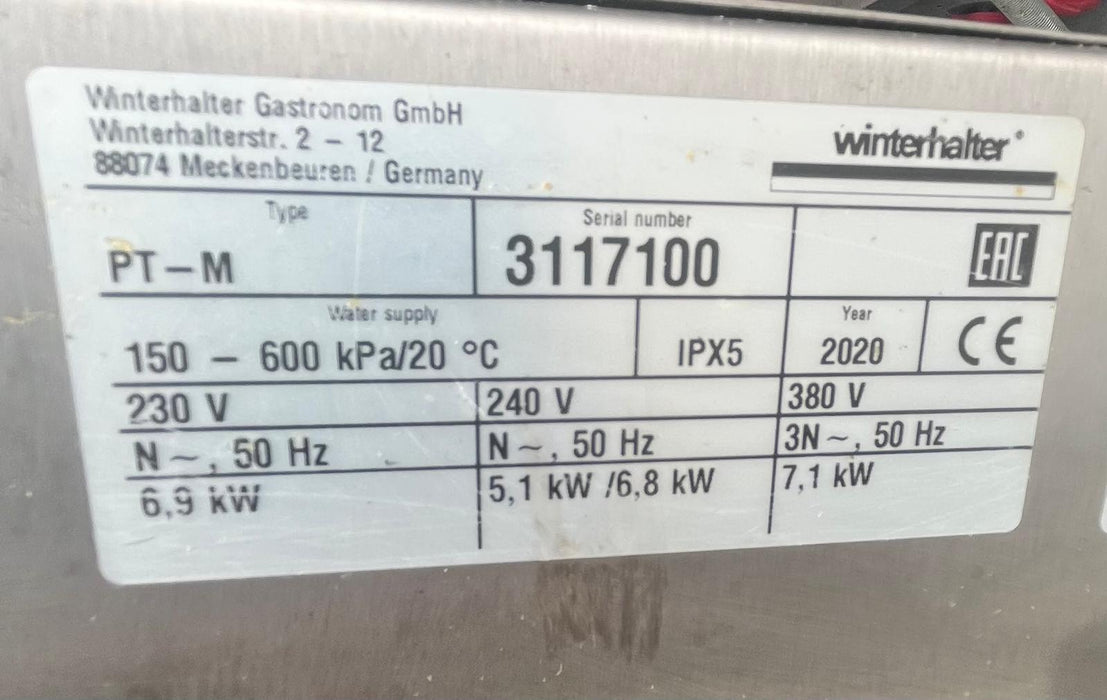 Winterhalter Gastronom GmbH
Winterhalterstr. 2 – 12
88074 Meckenbeuren / Germany
winterhalter®
Type
PT–M
Serial number
3117100
EAC
Water supply
150 – 600 kPa/20 °C
IPX5
Year
2020
CE
230 V
240 V
380 V
N ~, 50 Hz
N ~, 50 Hz
3N ~, 50 Hz
6,9 kW
5,1 kW /6,8 kW
7,1 kW